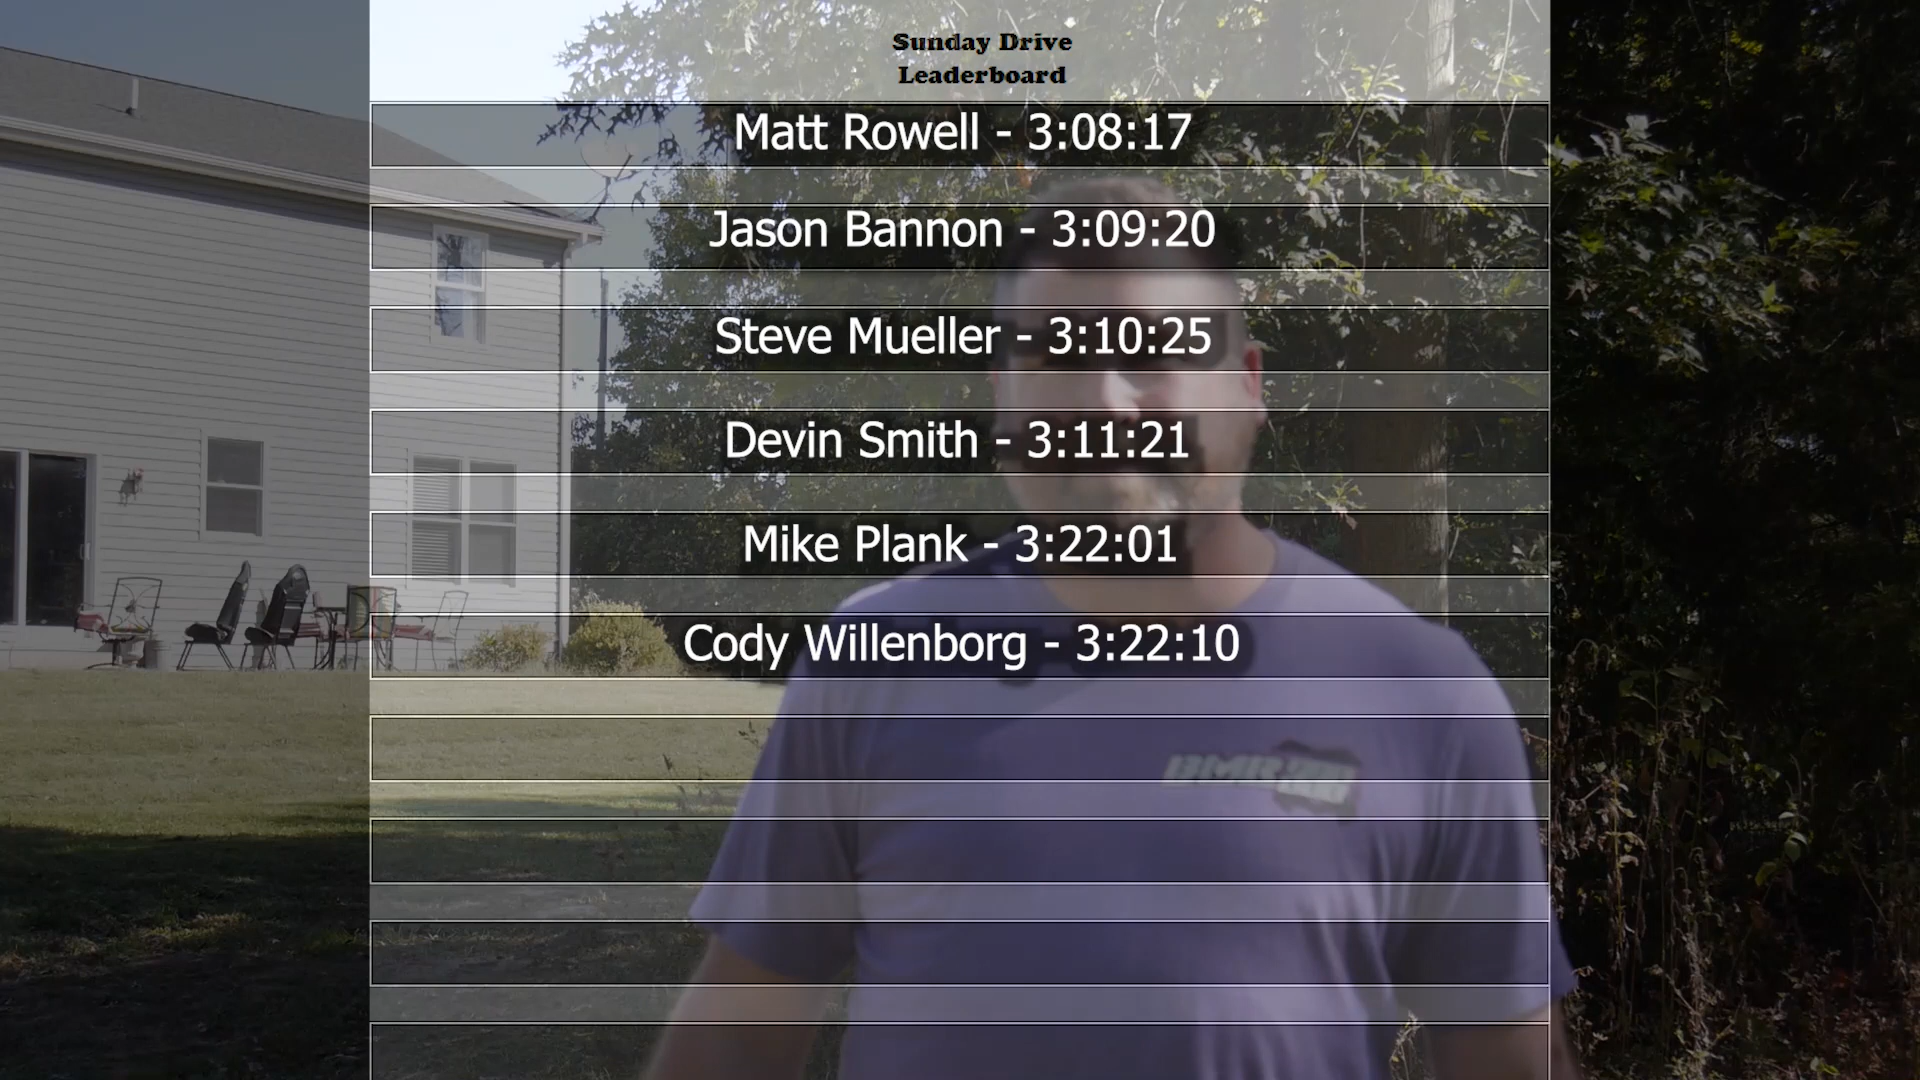 Sunday Drive
Leaderboard
Matt Rowell - 3:08:17
Jason Bannon - 3:09:20
Steve Mueller - 3:10:25
Devin Smith - 3:11:21
Mike Plank - 3:22:01
Cody Willenborg - 3:22:10